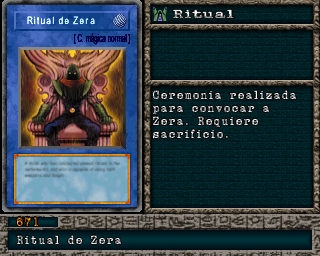 Ritual de Zera
[C. mágica normal]
Ritual
Ceremonia realizada
para convocar a
Zera. Requiere
sacrificio.
671
Ritual de Zera